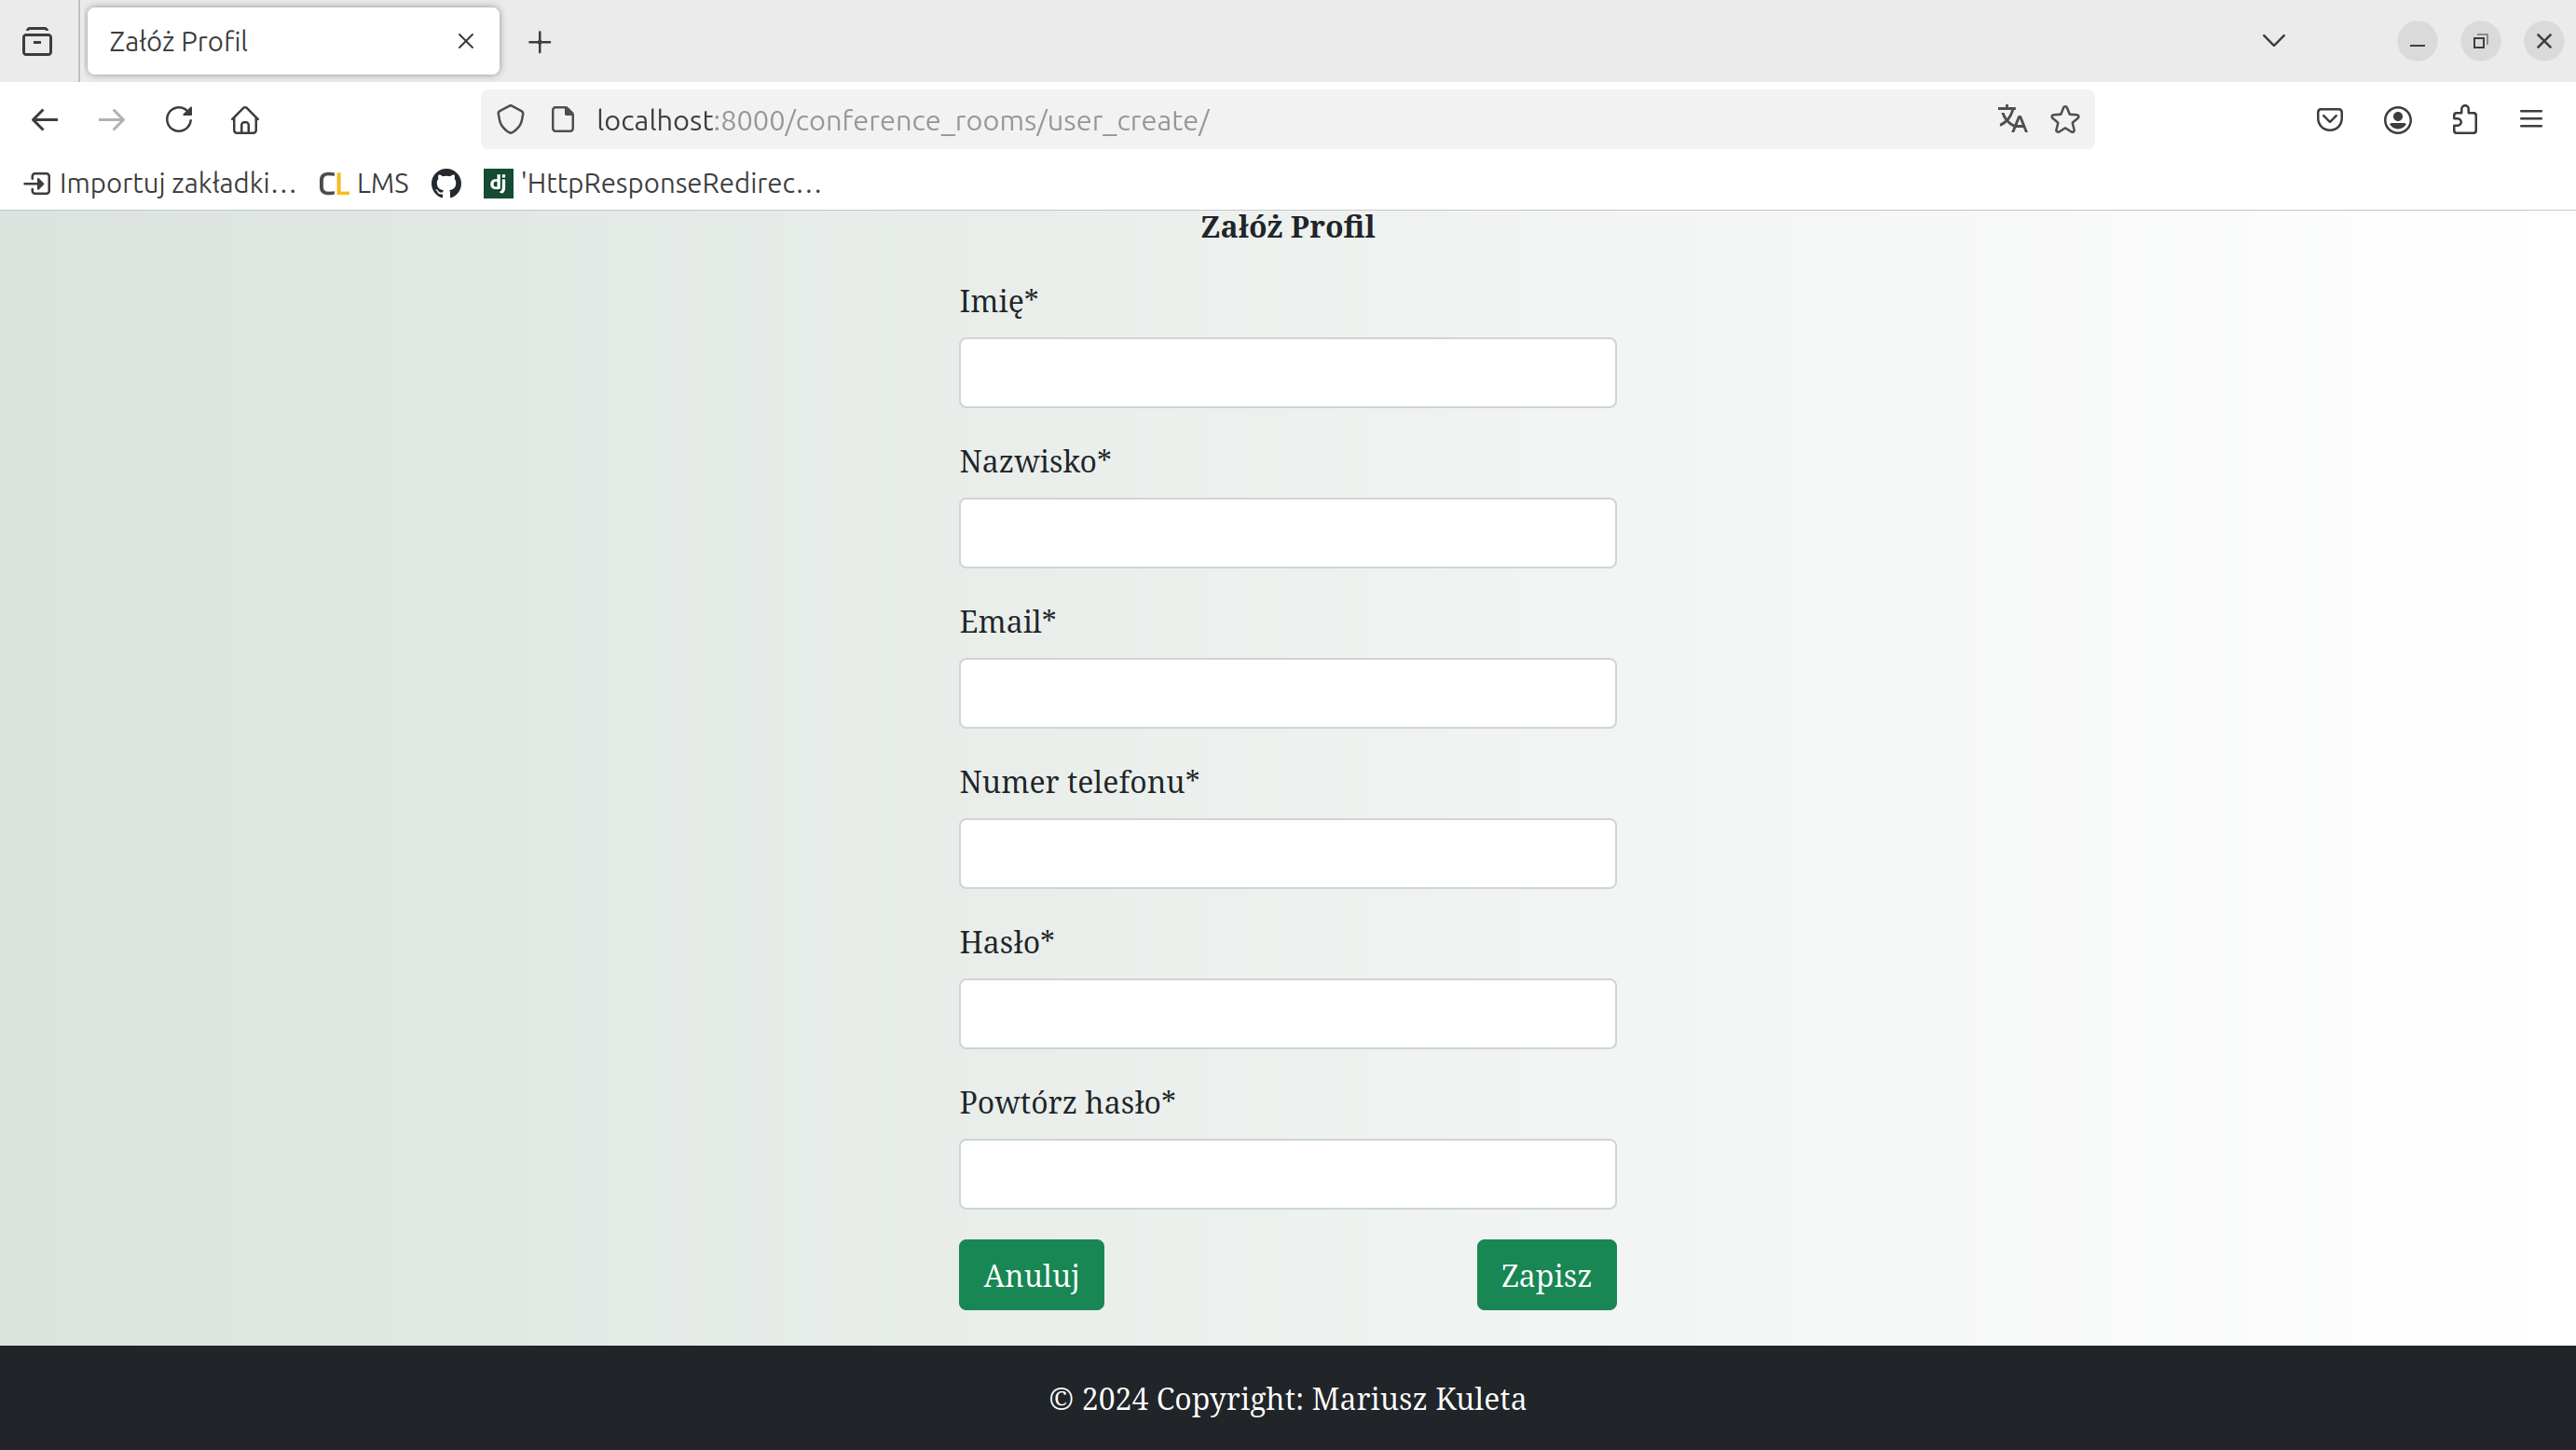 Załóż Profil
localhost:8000/conference_rooms/user_create/
Importuj zakładki… CL LMS dj 'HttpResponseRedirec…
Załóż Profil
Imię*
Nazwisko*
Email*
Numer telefonu*
Hasło*
Powtórz hasło*
Anuluj Zapisz
© 2024 Copyright: Mariusz Kuleta